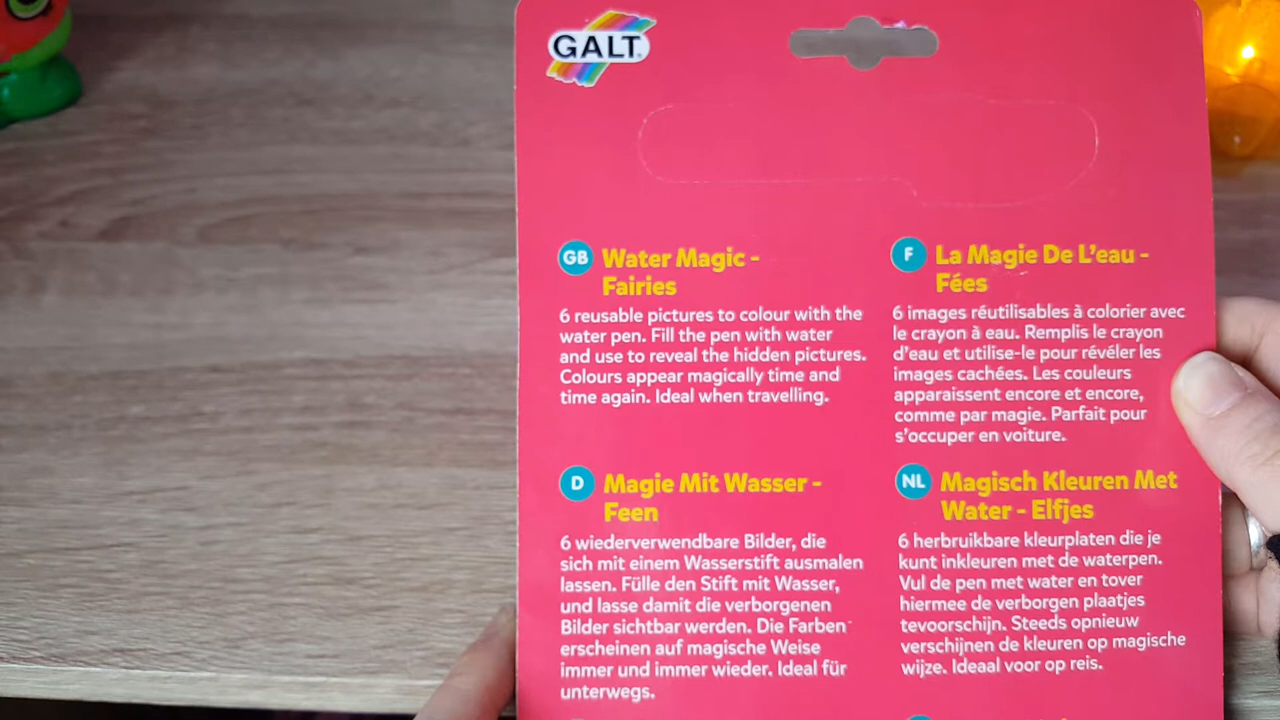 GALT
GB
Water Magic -
Fairies
6 reusable pictures to colour with the
water pen. Fill the pen with water
and use to reveal the hidden pictures.
Colours appear magically time and
time again. Ideal when travelling.
F
La Magie De L'eau -
Fées
6 images réutilisables à colorier avec
le crayon à eau. Remplis le crayon
d'eau et utilise-le pour révéler les
images cachées. Les couleurs
apparaissent encore et encore,
comme par magie. Parfait pour
s'occuper en voiture.
D
Magie Mit Wasser -
Feen
6 wiederverwendbare Bilder, die
sich mit einem Wasserstift ausmalen
lassen. Fülle den Stift mit Wasser,
und lasse damit die verborgenen
Bilder sichtbar werden. Die Farben
erscheinen auf magische Weise
immer und immer wieder. Ideal für
unterwegs.
NL
Magisch Kleuren Met
Water - Elfjes
6 herbruikbare kleurplaten die je
kunt inkleuren met de waterpen.
Vul de pen met water en tover
hiermee de verborgen plaatjes
tevoorschijn. Steeds opnieuw
verschijnen de kleuren op magische
wijze. Ideaal voor op reis.